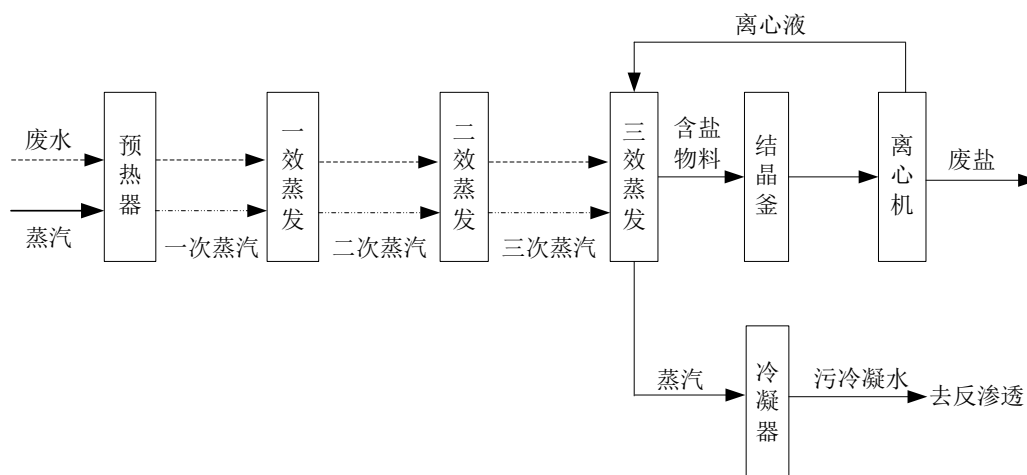 离心液
废水
蒸汽
预热器
一次蒸汽
一效蒸发
二次蒸汽
二效蒸发
三次蒸汽
三效蒸发
含盐
物料
结晶釜
离心机
废盐
蒸汽
冷凝器
污冷凝水
去反渗透